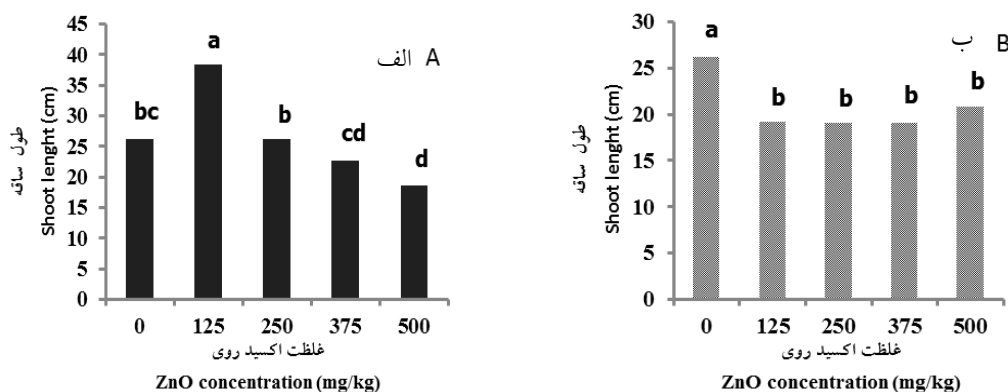 A الف
طول ساقه
Shoot lenght (cm)
45
40
35
30
25
20
15
10
5
0
bc
a
b
cd
d
0 125 250 375 500
غلظت اکسید روی
ZnO concentration (mg/kg)
B ب
طول ساقه
Shoot lenght (cm)
30
25
20
15
10
5
0
a
b
b
b
b
0 125 250 375 500
غلظت اکسید روی
ZnO concentration (mg/kg)